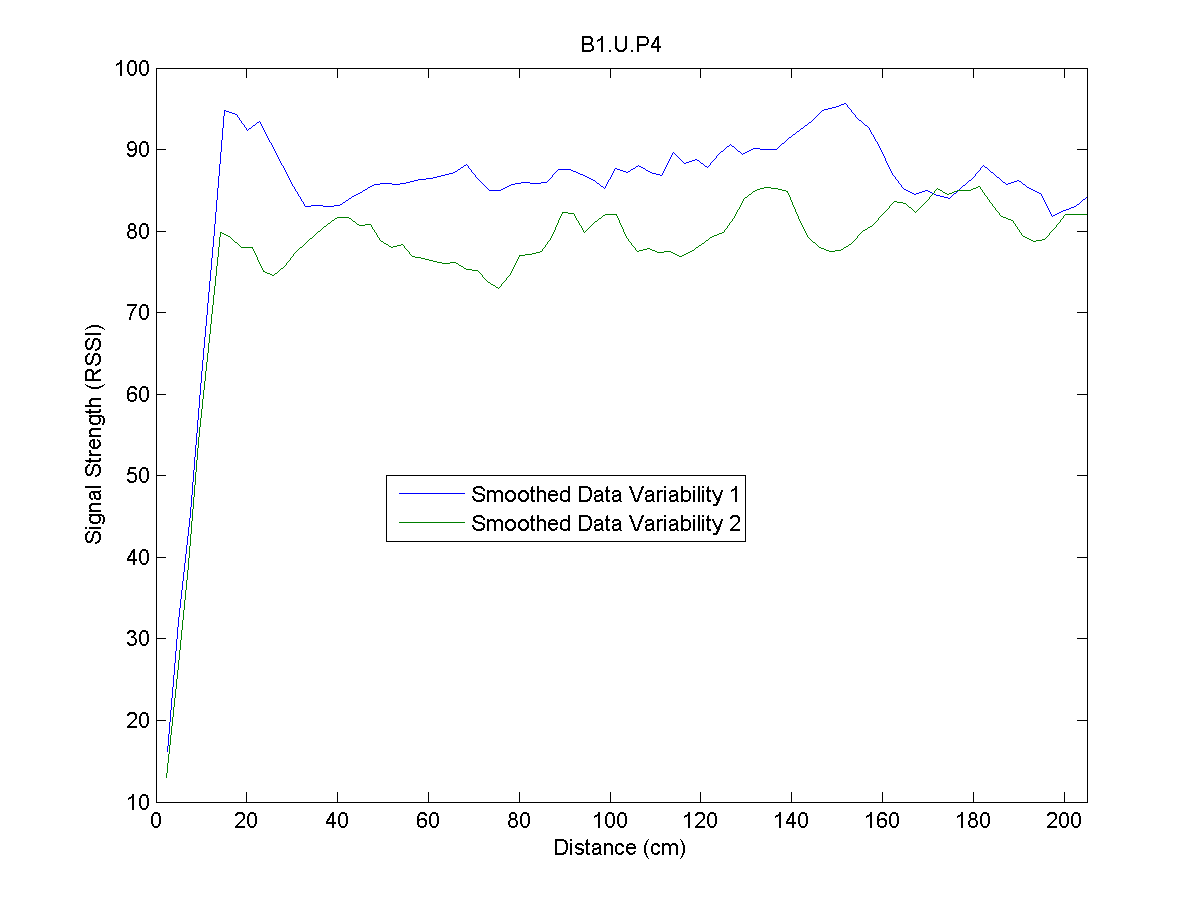 B1.U.P4
100
90
80
70
60
50
40
30
20
10
Signal Strength (RSSI)
Smoothed Data Variability 1
Smoothed Data Variability 2
0 20 40 60 80 100 120 140 160 180 200
Distance (cm)